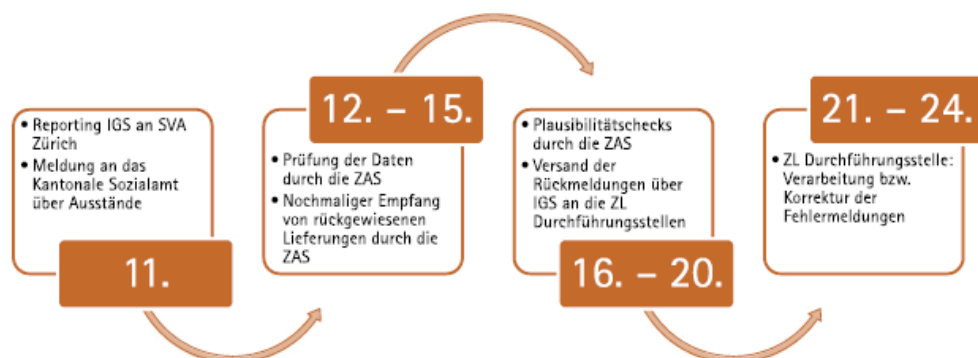 • Reporting IGS an SVA
Zürich
• Meldung an das
Kantonale Sozialamt
über Ausstände
11.
12. – 15.
• Prüfung der Daten
durch die ZAS
• Nochmaliger Empfang
von rückgewiesenen
Lieferungen durch die
ZAS
• Plausibilitätschecks
durch die ZAS
• Versand der
Rückmeldungen über
IGS an die ZL
Durchführungsstellen
16. – 20.
21. – 24.
• ZL Durchführungsstelle:
Verarbeitung bzw.
Korrektur der
Fehlermeldungen